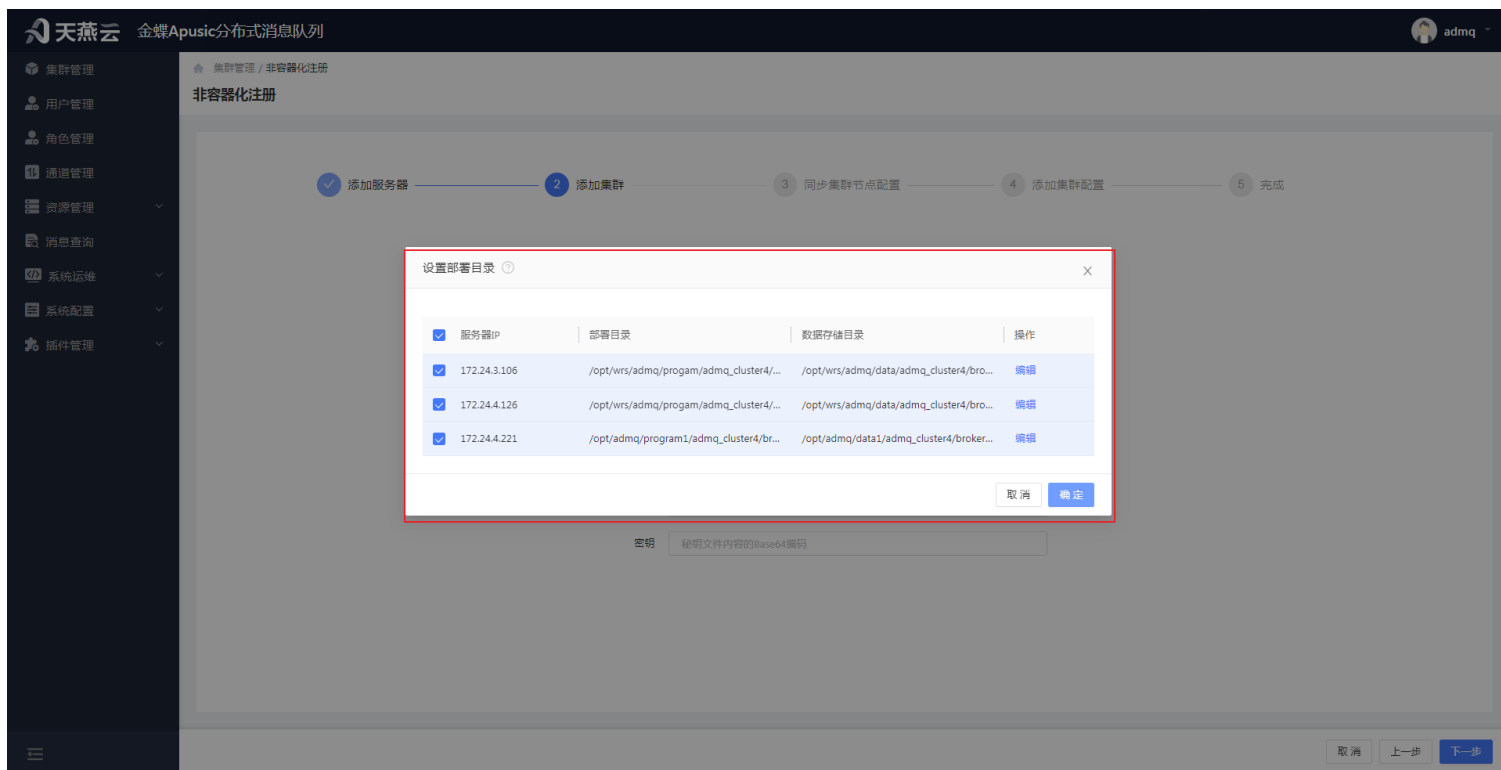 天燕云 金蝶Apusic分布式消息队列 admq
集群管理
用户管理
角色管理
通道管理
资源管理
消息查询
系统运维
系统配置
插件管理
集群管理 / 非容器化注册
非容器化注册
添加服务器 2 添加集群 3 同步集群节点配置 4 添加集群配置 5 完成
设置部署目录
服务器IP 部署目录 数据存储目录 操作
172.24.3.106 /opt/wrs/admq/progam/admq_cluster4/... /opt/wrs/admq/data/admq_cluster4/bro... 编辑
172.24.4.126 /opt/wrs/admq/progam/admq_cluster4/... /opt/wrs/admq/data/admq_cluster4/bro... 编辑
172.24.4.221 /opt/admq/program1/admq_cluster4/br... /opt/admq/data1/admq_cluster4/broker... 编辑
取消 确定
密钥 秘钥文件内容的Base64编码
取消 上一步 下一步